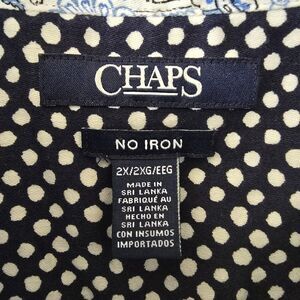 CHAPS
NO IRON
2X/2XG/EEG
MADE IN
SRI LANKA
FABRIQUÉ AU
SRI LANKA
HECHO EN
SRI LANKA
CON INSUMOS
IMPORTADOS